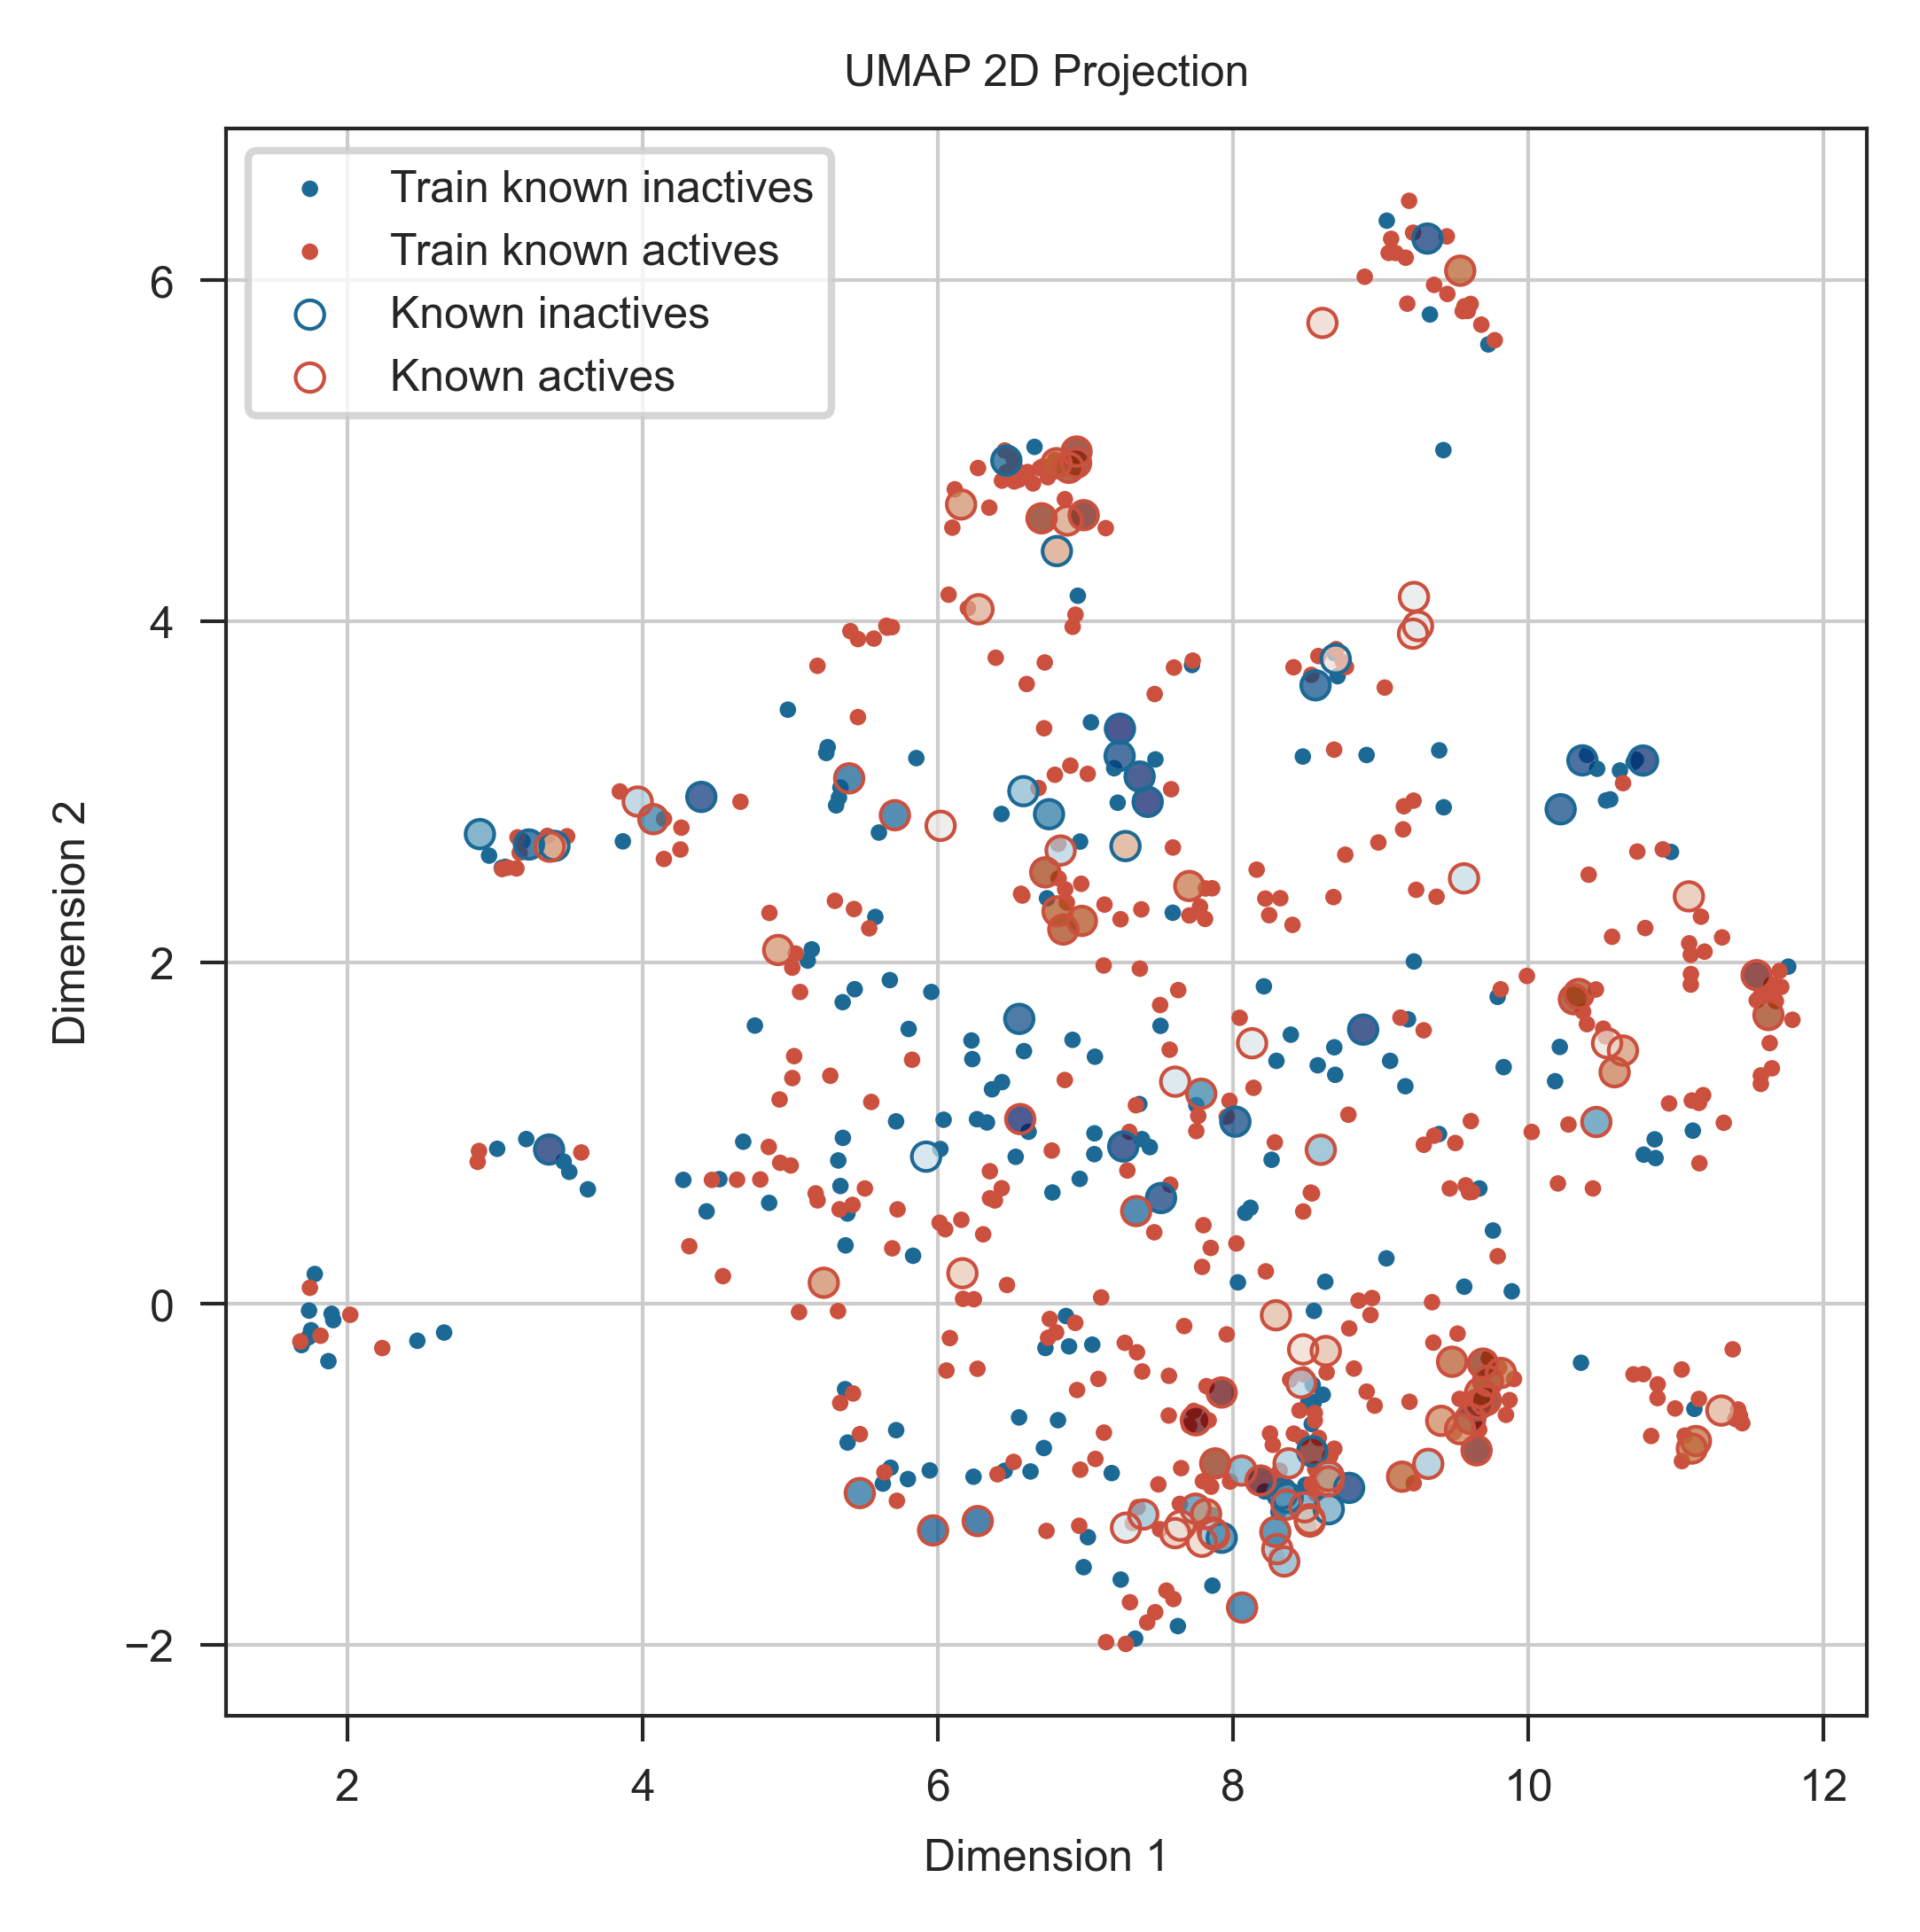 UMAP 2D Projection
Train known inactives
Train known actives
Known inactives
Known actives
6
4
2
0
−2
Dimension 2
2
4
6
8
10
12
Dimension 1